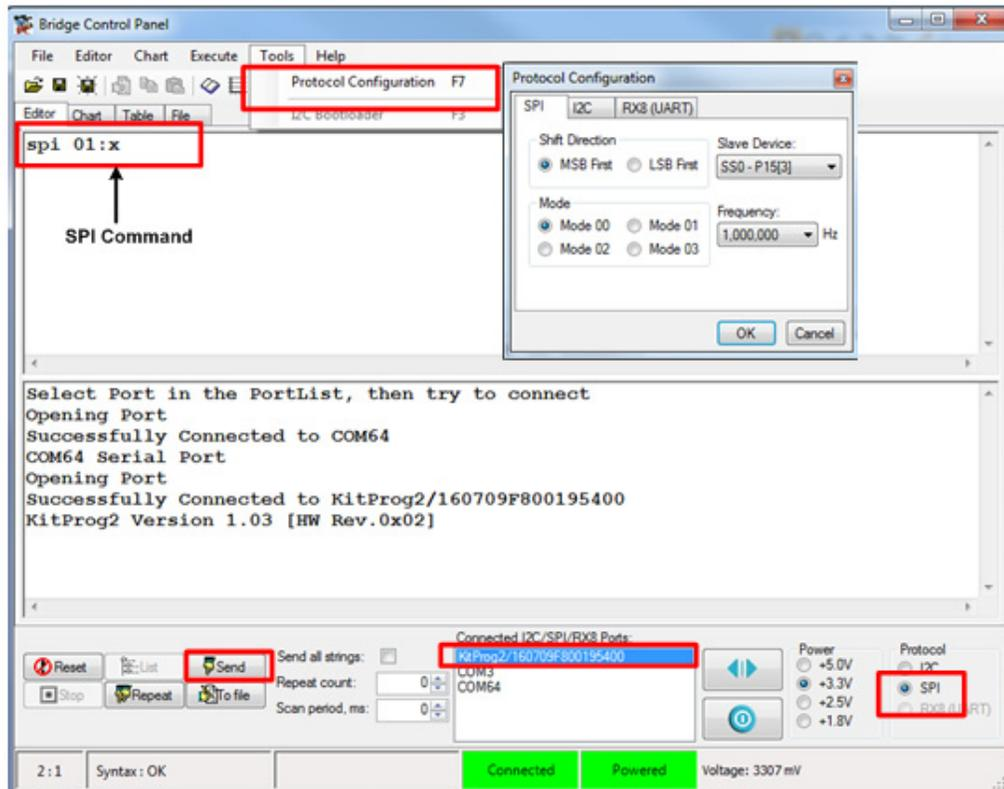 Bridge Control Panel
File Editor Chart Execute Tools Help
Protocol Configuration F7
I2C Bootloader F3
Editor Chart Table File
spi 01:x
SPI Command
Protocol Configuration
SPI I2C RX8 (UART)
Shift Direction
MSB First LSB First
Slave Device:
SS0 - P15[3]
Mode
Mode 00 Mode 01
Mode 02 Mode 03
Frequency:
1,000,000 Hz
OK Cancel
Select Port in the PortList, then try to connect
Opening Port
Successfully Connected to COM64
COM64 Serial Port
Opening Port
Successfully Connected to KitProg2/160709F800195400
KitProg2 Version 1.03 [HW Rev.0x02]
Reset List Send
Stop Repeat To file
Send all strings:
Repeat count: 0
Scan period, ms: 0
Connected I2C/SPI/RX8 Ports:
KitProg2/160709F800195400
COM3
COM64
Power
+5.0V
+3.3V
+2.5V
+1.8V
Protocol
I2C
SPI
RX8 (UART)
2:1 Syntax : OK Connected Powered Voltage: 3307 mV